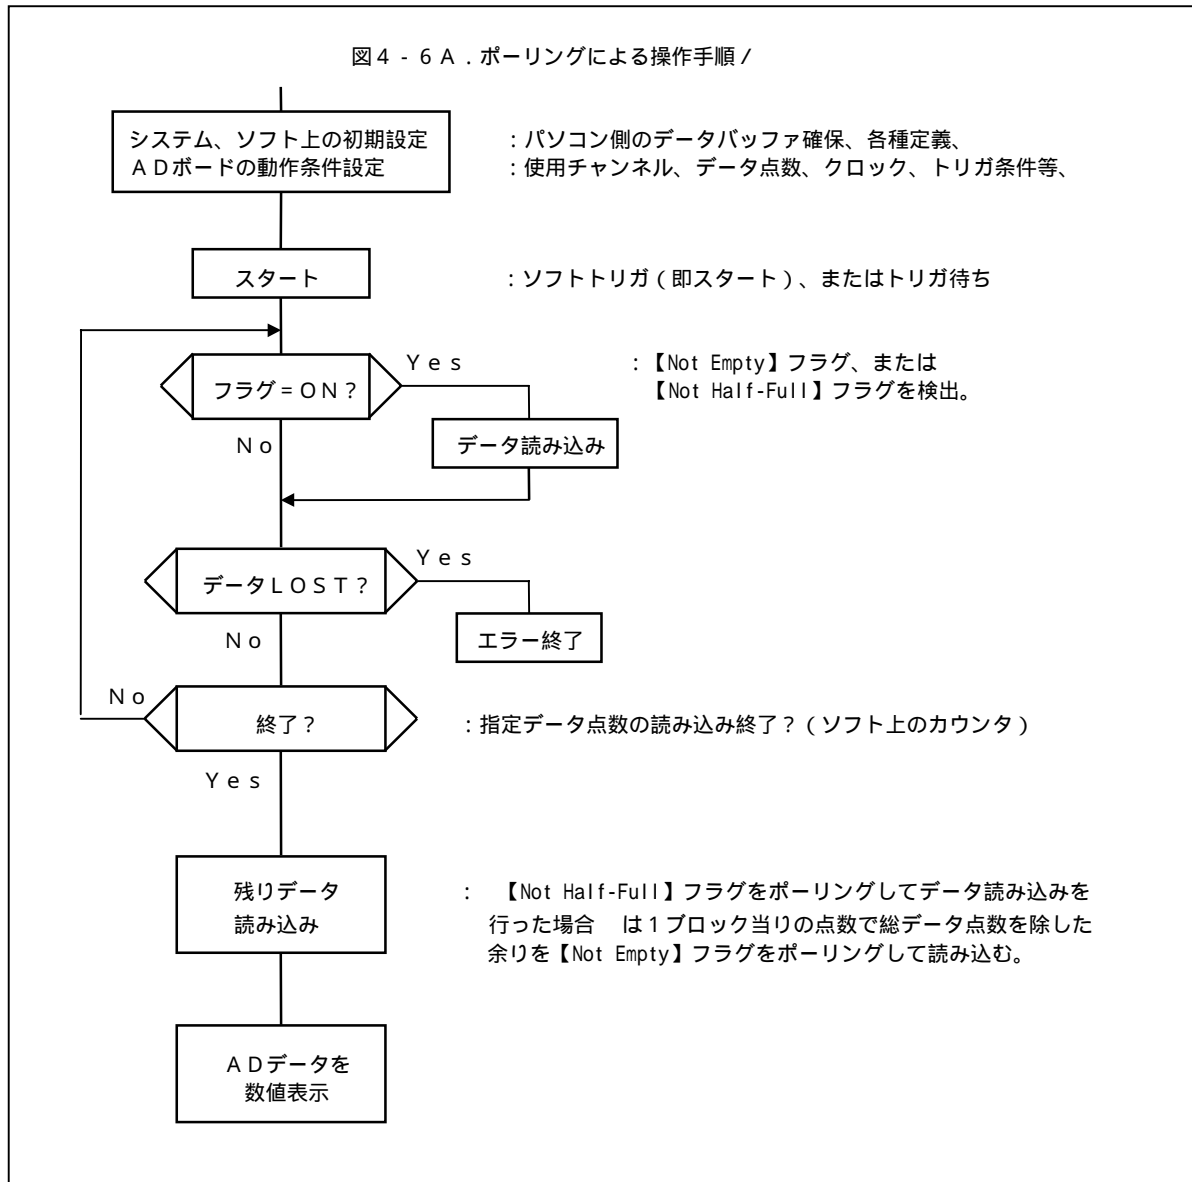 図４-６Ａ．ポーリングによる操作手順/
システム、ソフト上の初期設定
ＡＤボードの動作条件設定
：パソコン側のデータバッファ確保、各種定義、
：使用チャンネル、データ点数、クロック、トリガ条件等、
スタート
：ソフトトリガ（即スタート）、またはトリガ待ち
フラグ＝ＯＮ？
Ｙｅｓ
：【Not Empty】フラグ、または
【Not Half-Full】フラグを検出。
Ｎｏ
データ読み込み
データＬＯＳＴ？
Ｙｅｓ
Ｎｏ
エラー終了
Ｎｏ
終了？
：指定データ点数の読み込み終了？（ソフト上のカウンタ）
Ｙｅｓ
残りデータ
読み込み
：　【Not Half-Full】フラグをポーリングしてデータ読み込みを
行った場合　は１ブロック当りの点数で総データ点数を除した
余りを【Not Empty】フラグをポーリングして読み込む。
ＡＤデータを
数値表示